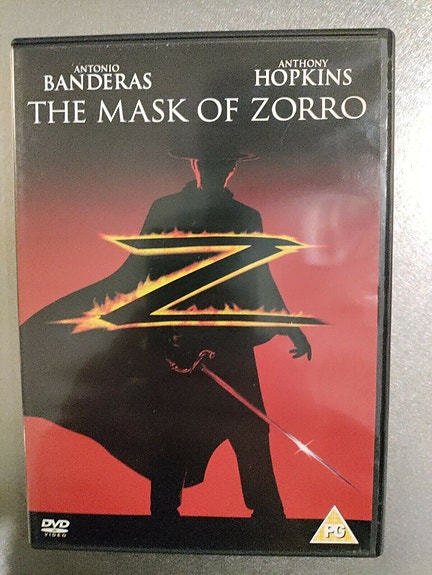 ANTONIO
BANDERAS
ANTHONY
HOPKINS
THE MASK OF ZORRO
Z
DVD
VIDEO
PG